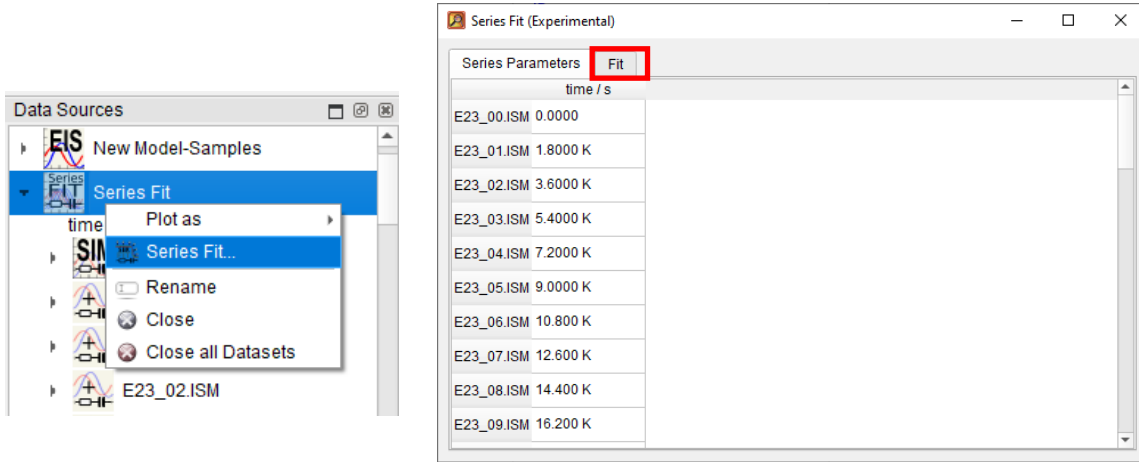 Data Sources
EIS
New Model-Samples
Series
FIT
Series Fit
time
Plot as
SIM
Series Fit...
Rename
Close
Close all Datasets
E23_02.ISM
Series Fit (Experimental)
Series Parameters Fit
time / s
E23_00.ISM 0.0000
E23_01.ISM 1.8000 K
E23_02.ISM 3.6000 K
E23_03.ISM 5.4000 K
E23_04.ISM 7.2000 K
E23_05.ISM 9.0000 K
E23_06.ISM 10.800 K
E23_07.ISM 12.600 K
E23_08.ISM 14.400 K
E23_09.ISM 16.200 K